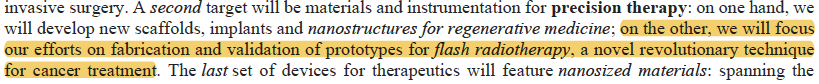 invasive surgery. A second target will be materials and instrumentation for precision therapy: on one hand, we
will develop new scaffolds, implants and nanostructures for regenerative medicine; on the other, we will focus
our efforts on fabrication and validation of prototypes for flash radiotherapy, a novel revolutionary technique
for cancer treatment. The last set of devices for therapeutics will feature nanosized materials: spanning the